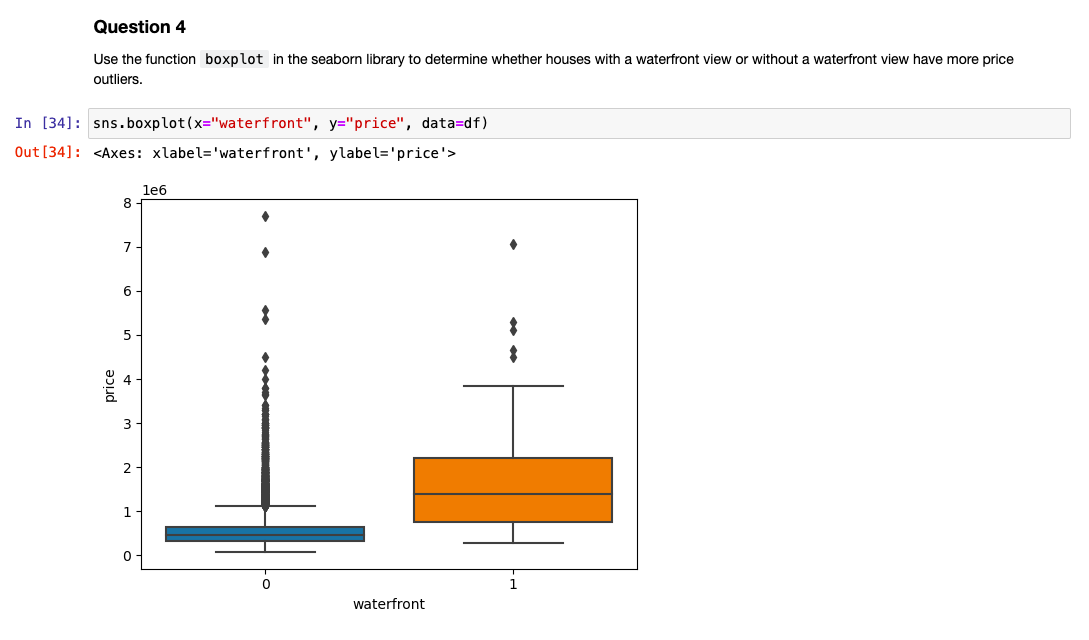 Question 4
Use the function boxplot in the seaborn library to determine whether houses with a waterfront view or without a waterfront view have more price
outliers.
In [34]: sns.boxplot(x="waterfront", y="price", data=df)
Out[34]: <Axes: xlabel='waterfront', ylabel='price'>
1e6
8
7
6
5
4
3
2
1
0
price
0 1
waterfront